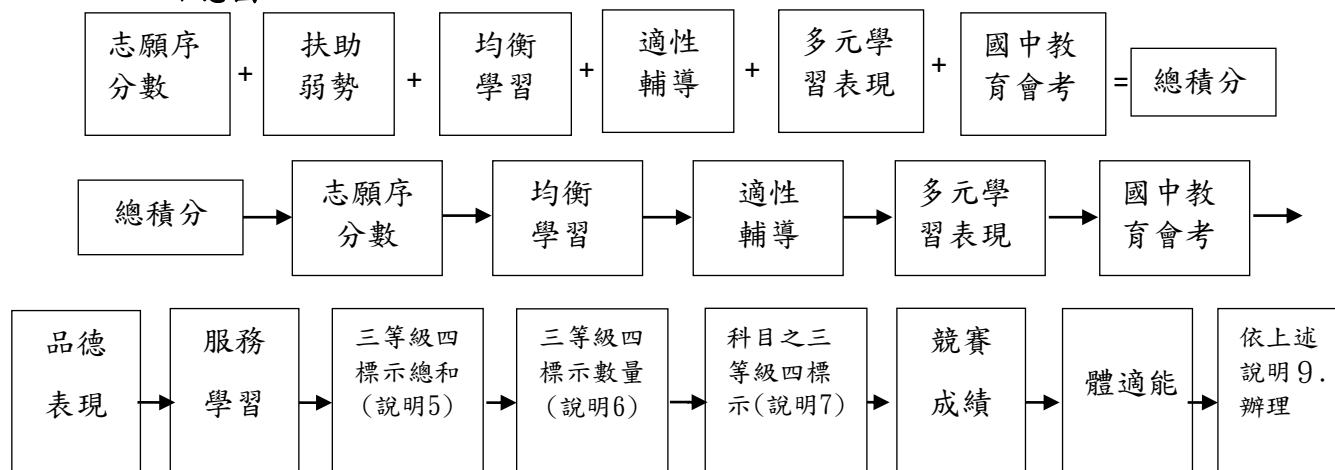 志願序
分數
+
扶助
弱勢
+
均衡
學習
+
適性
輔導
+
多元學
習表現
+
國中教
育會考
=
總積分
總積分
志願序
分數
均衡
學習
適性
輔導
多元學
習表現
國中教
育會考
品德
表現
服務
學習
三等級四
標示總和
(說明5)
三等級四
標示數量
(說明6)
科目之三
等級四標
示(說明7)
競賽
成績
體適能
依上述
說明9.
辦理